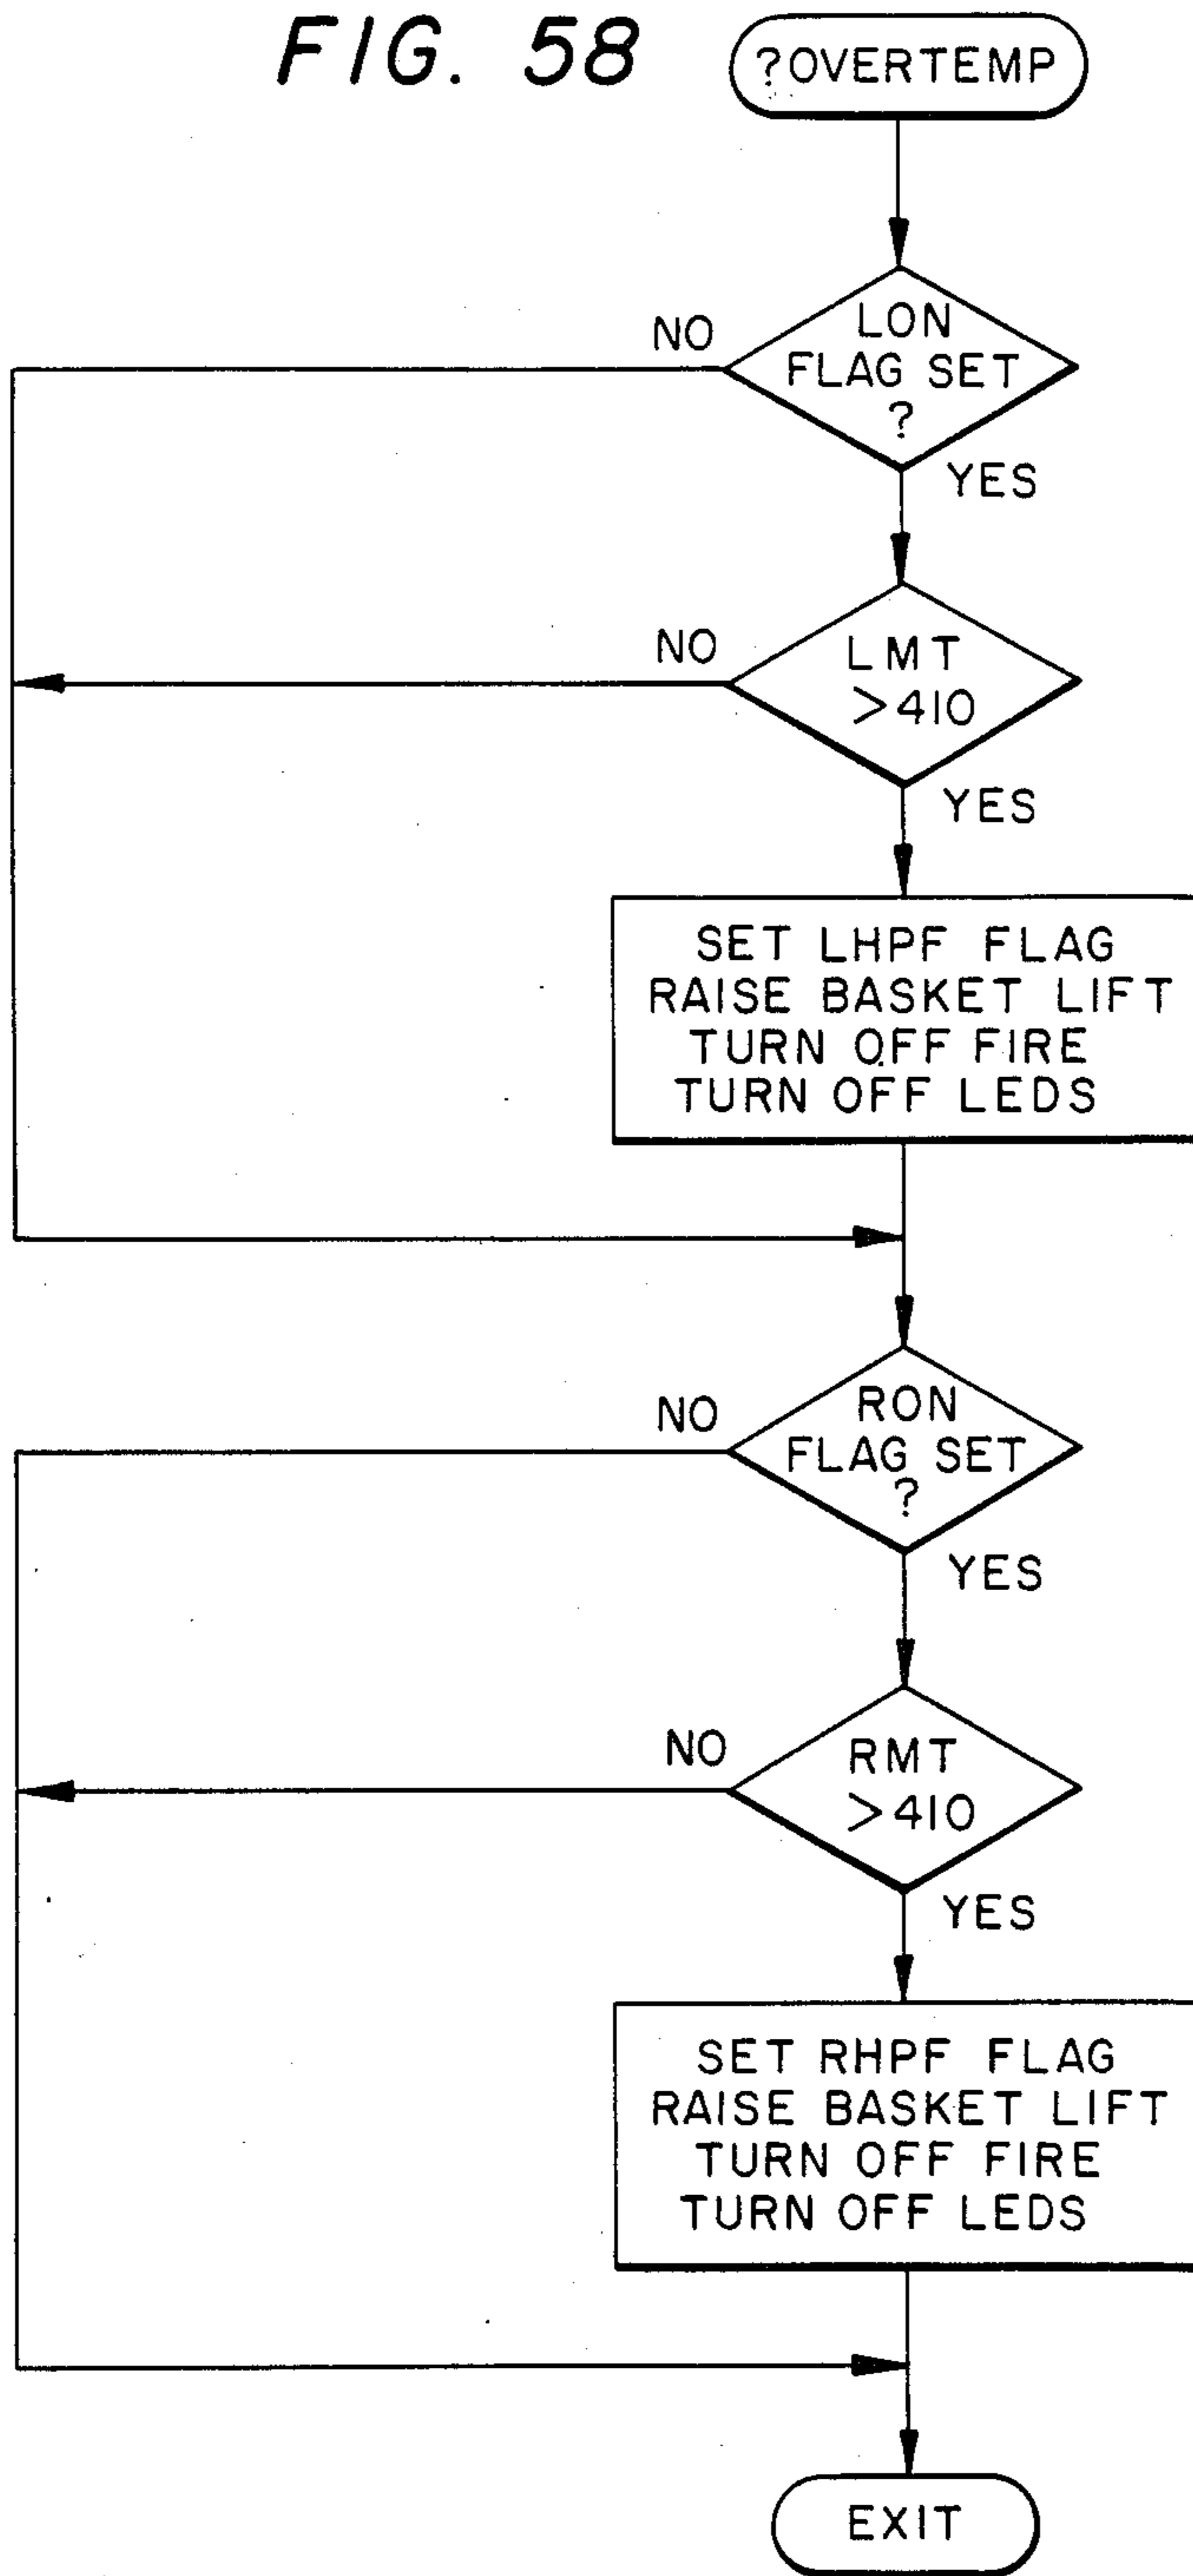 FIG. 58
?OVERTEMP
LON
FLAG SET
?
NO
YES
LMT
>410
NO
YES
SET LHPF FLAG
RAISE BASKET LIFT
TURN OFF FIRE
TURN OFF LEDS
RON
FLAG SET
?
NO
YES
RMT
>410
NO
YES
SET RHPF FLAG
RAISE BASKET LIFT
TURN OFF FIRE
TURN OFF LEDS
EXIT